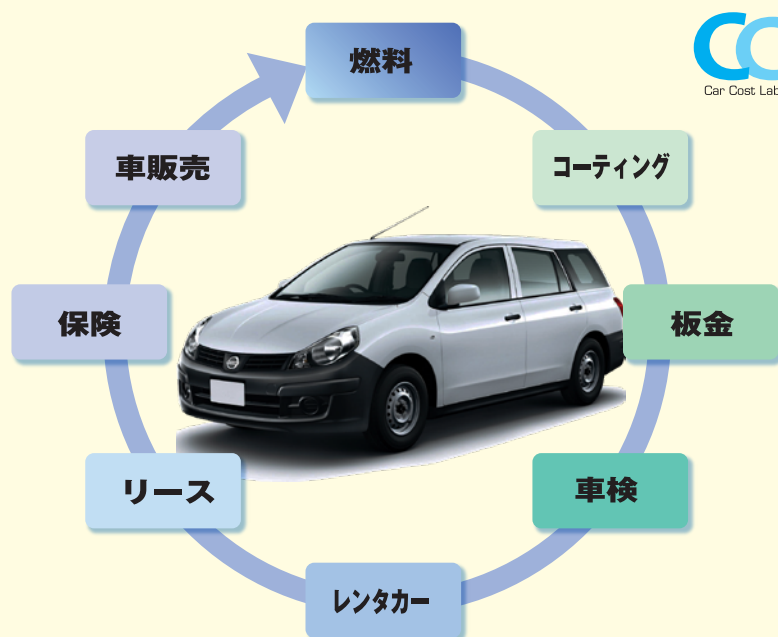 燃料
コーティング
板金
車検
レンタカー
リース
保険
車販売
Car Cost Lab